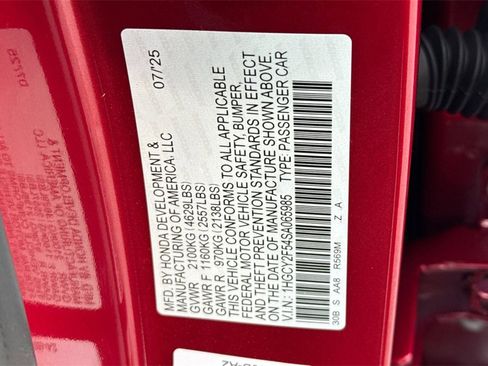 MFD. BY HONDA DEVELOPMENT & 07/'25
MANUFACTURING OF AMERICA, LLC
GVWR 2100KG(4629LBS)
GAWR F 1160KG(2557LBS)
GAWR R 970KG(2138LBS)
THIS VEHICLE CONFORMS TO ALL APPLICABLE
FEDERAL MOTOR VEHICLE SAFETY, BUMPER,
AND THEFT PREVENTION STANDARDS IN EFFECT
ON THE DATE OF MANUFACTURE SHOWN ABOVE.
V.I.N.: 1HGCY2F54SA065985 TYPE:PASSENGER CAR
30B S AA8 R569M Z A